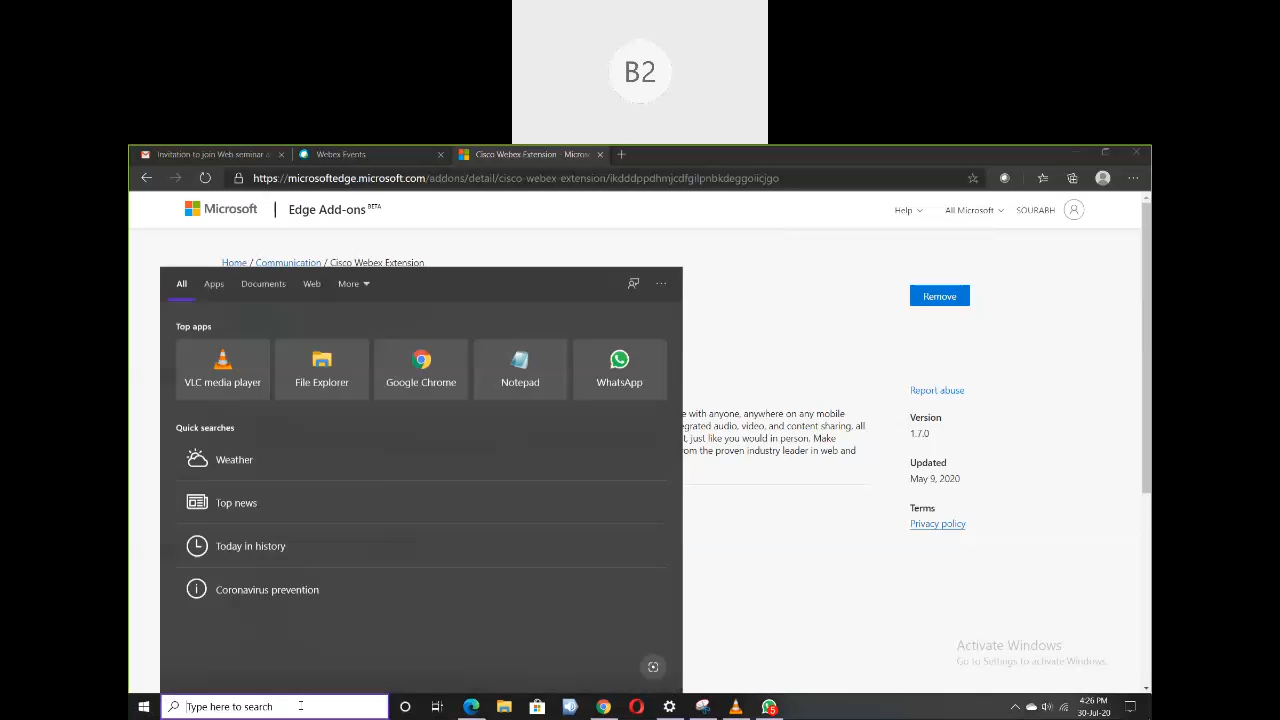 B2
Invitation to join Web seminar
Webex Events
Cisco Webex Extension - Micros
https://microsoftedge.microsoft.com/addons/detail/cisco-webex-extension/ikdddppdhmjcdfgilpnbkdeggoiicjgo
Microsoft
Edge Add-ons BETA
Help
All Microsoft
SOURABH
Home / Communication / Cisco Webex Extension
Remove
All
Apps
Documents
Web
More
Top apps
VLC media player
File Explorer
Google Chrome
Notepad
WhatsApp
Quick searches
Weather
Top news
Today in history
Coronavirus prevention
Report abuse
e with anyone, anywhere on any mobile
egrated audio, video, and content sharing, all
t, just like you would in person. Make
om the proven industry leader in web and
Version
1.7.0
Updated
May 9, 2020
Terms
Privacy policy
Activate Windows
Go to Settings to activate Windows.
Type here to search
5
4:26 PM
30-Jul-20